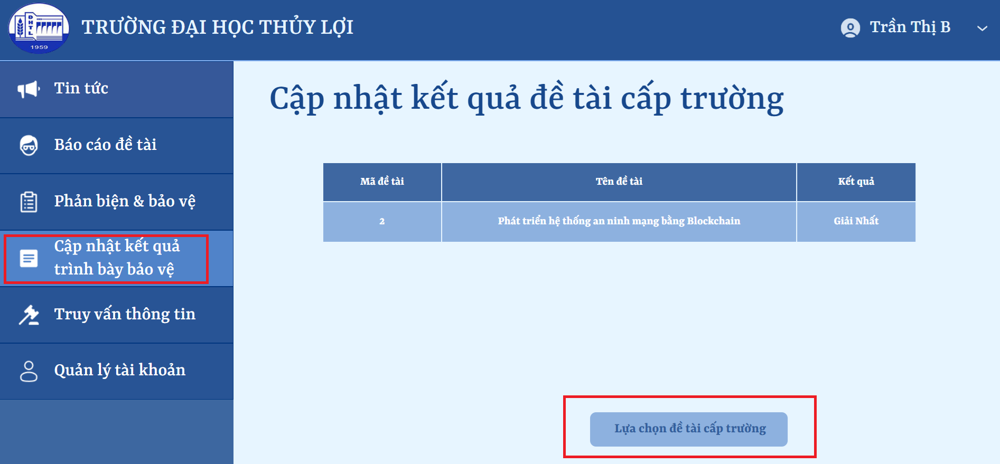 ĐHTL
1959
TRƯỜNG ĐẠI HỌC THỦY LỢI
Trần Thị B
Tin tức
Báo cáo đề tài
Phản biện & bảo vệ
Cập nhật kết quả
trình bày bảo vệ
Truy vấn thông tin
Quản lý tài khoản
Cập nhật kết quả đề tài cấp trường
Mã đề tài Tên đề tài Kết quả
2 Phát triển hệ thống an ninh mạng bằng Blockchain Giải Nhất
Lựa chọn đề tài cấp trường